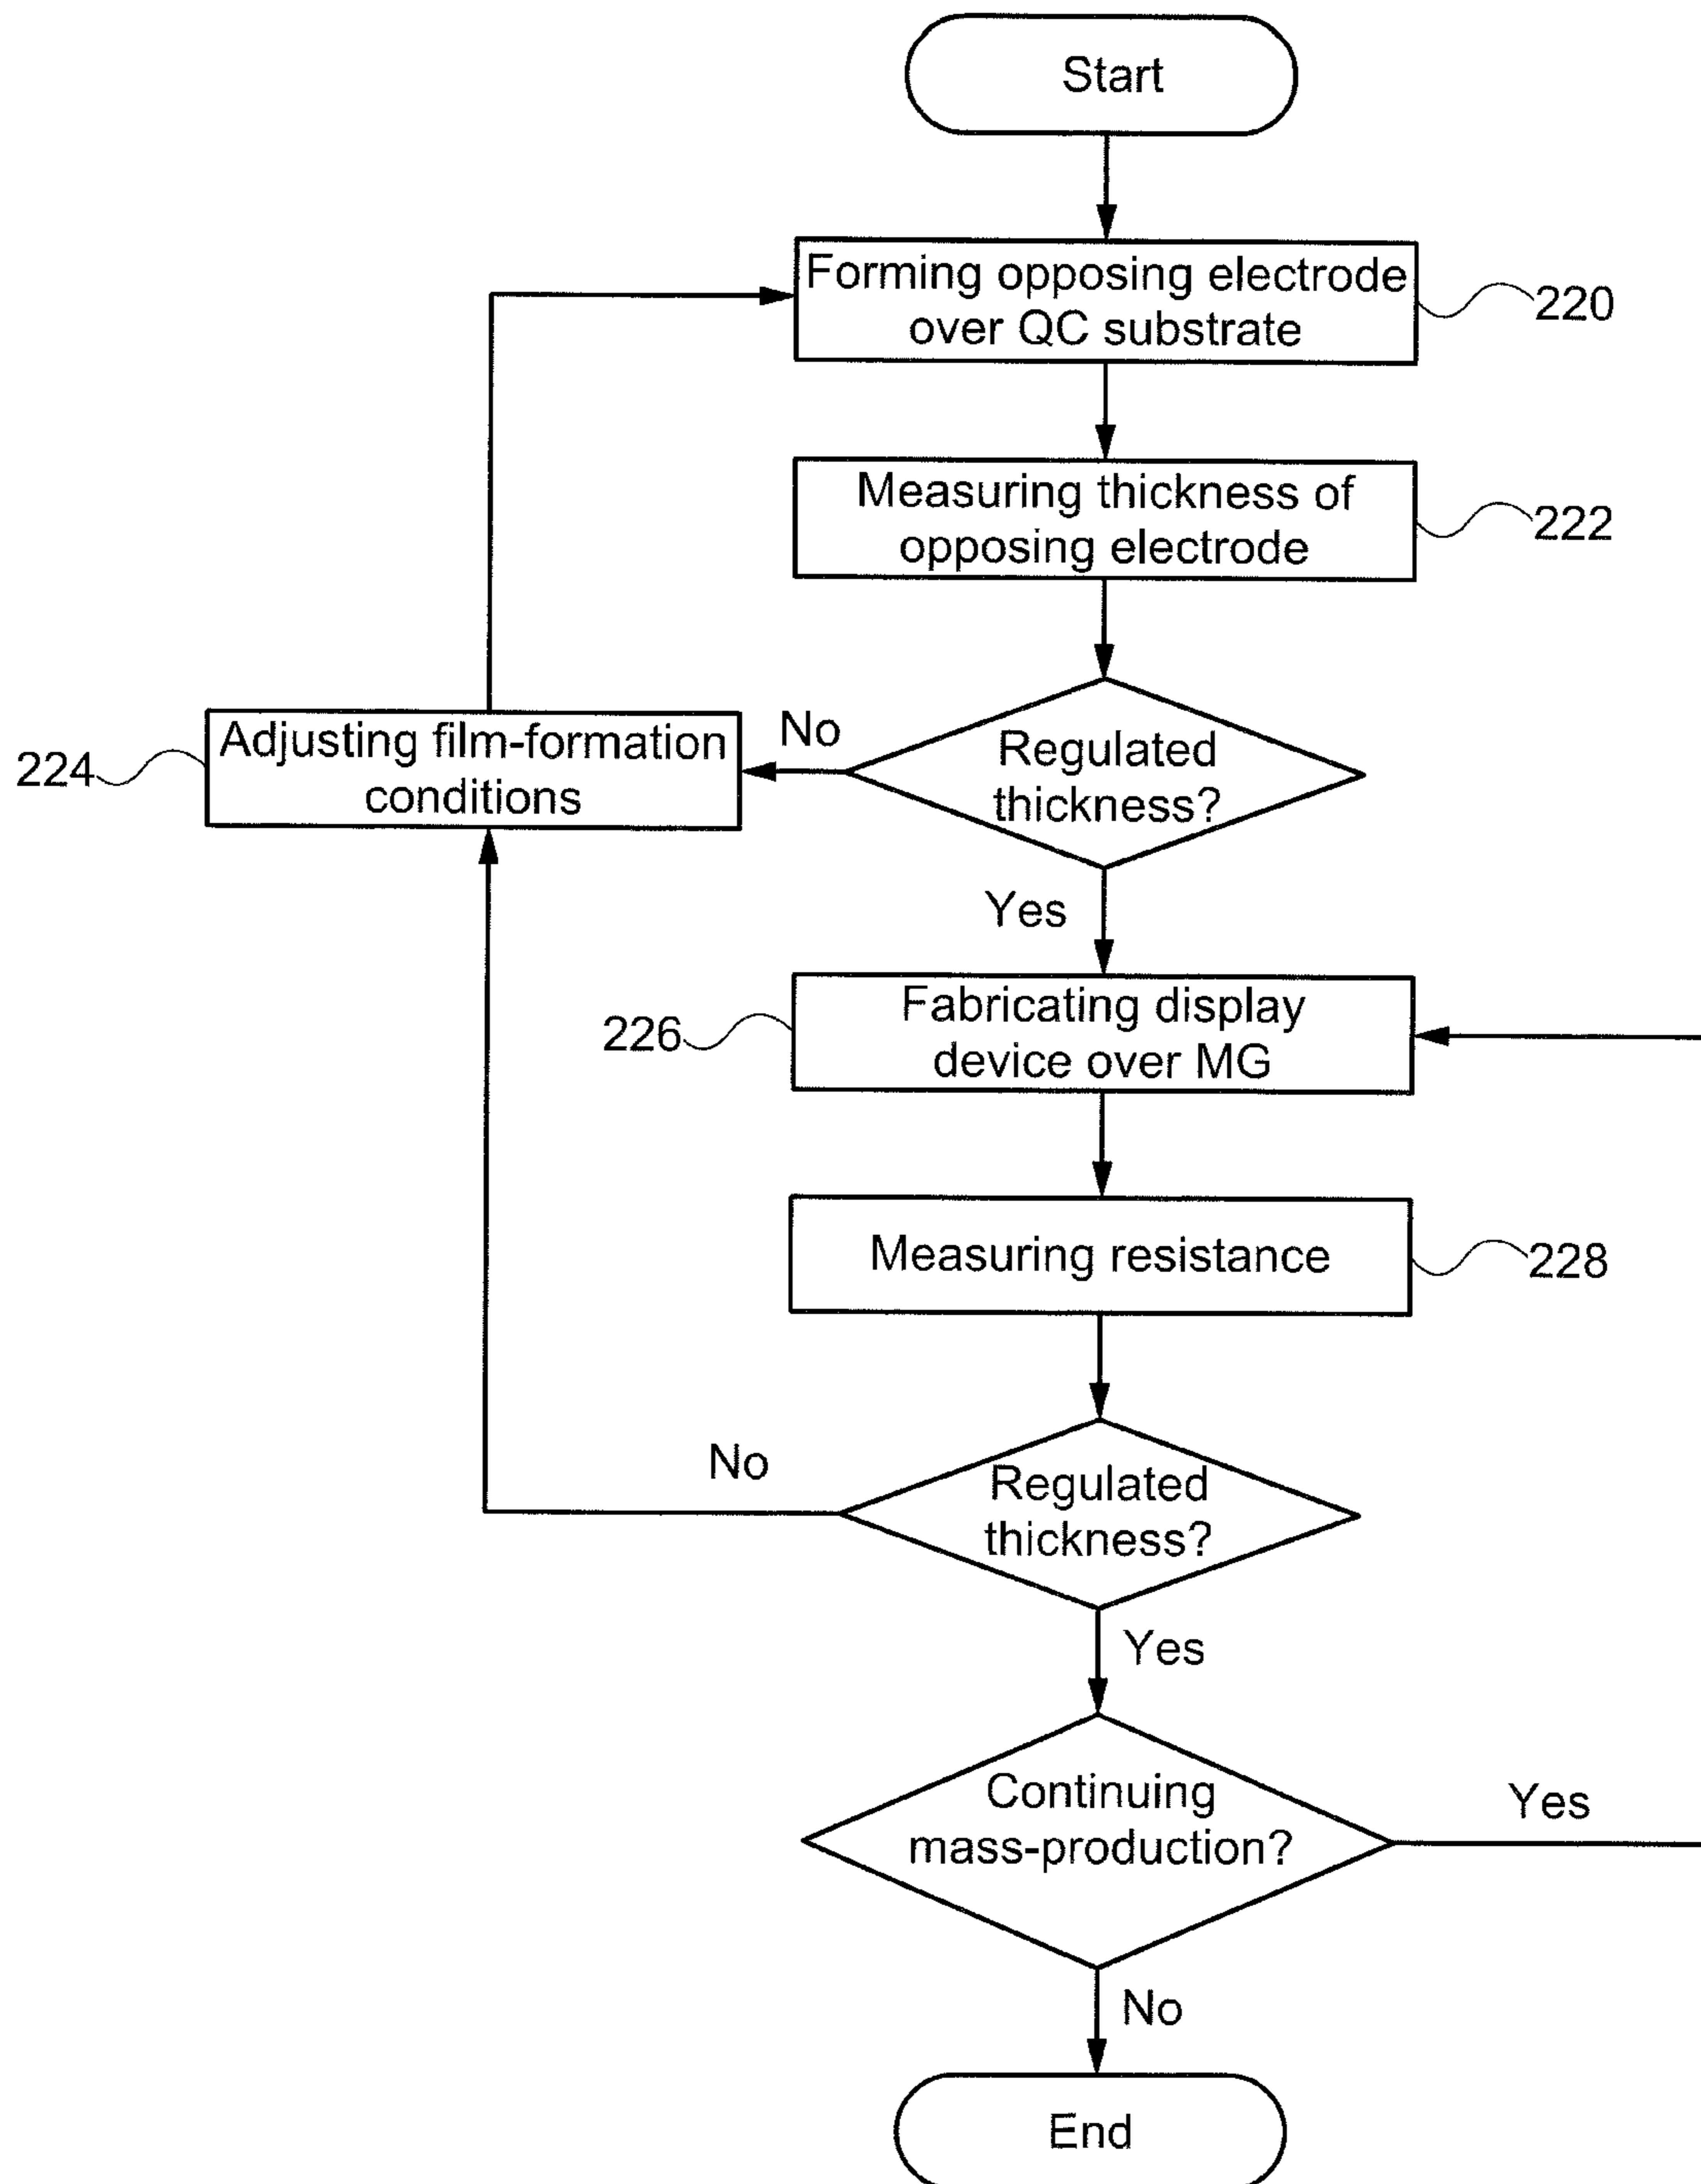 Start
Forming opposing electrode
over QC substrate
220
Measuring thickness of
opposing electrode
222
Adjusting film-formation
conditions
224
No
Regulated
thickness?
Yes
Fabricating display
device over MG
226
Measuring resistance
228
No
Regulated
thickness?
Yes
Continuing
mass-production?
Yes
No
End